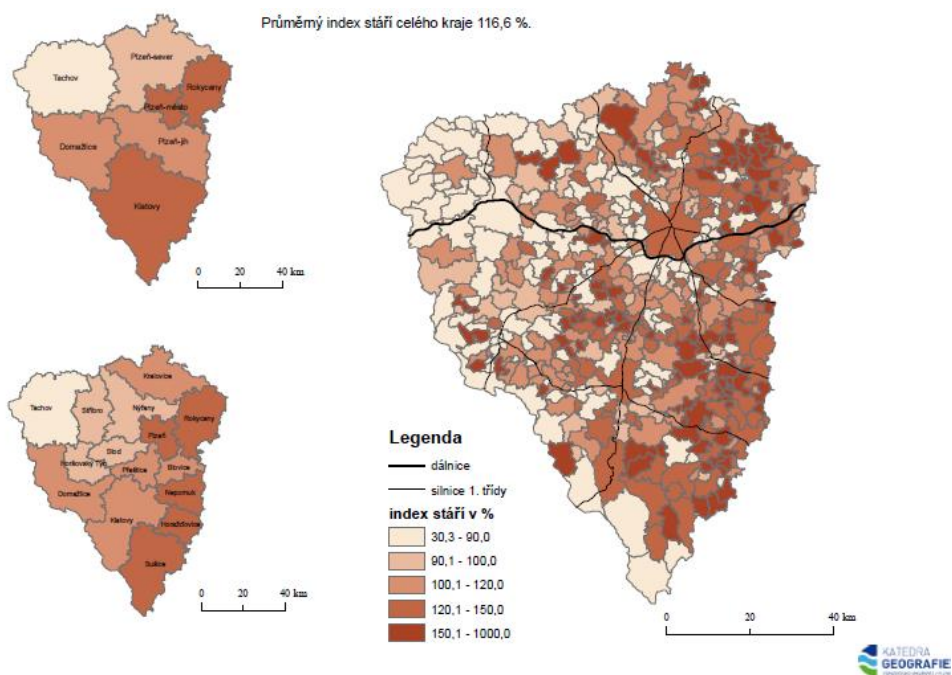 Průměrný index stáří celého kraje 116,6 %.
Tachov
Plzeň-sever
Rokycany
Plzeň-město
Domažlice
Plzeň-jih
Klatovy
0 20 40 km
Kralovice
Tachov
Stříbro
Nýřany
Rokycany
Plzeň
Stod
Horšovský Týn
Přeštice
Blovice
Domažlice
Nepomuk
Klatovy
Horažďovice
Sušice
0 20 40 km
Legenda
dálnice
silnice 1. třídy
index stáří v %
30,3 - 90,0
90,1 - 100,0
100,1 - 120,0
120,1 - 150,0
150,1 - 1000,0
0 10 20 30 40 km
KATEDRA
GEOGRAFIE